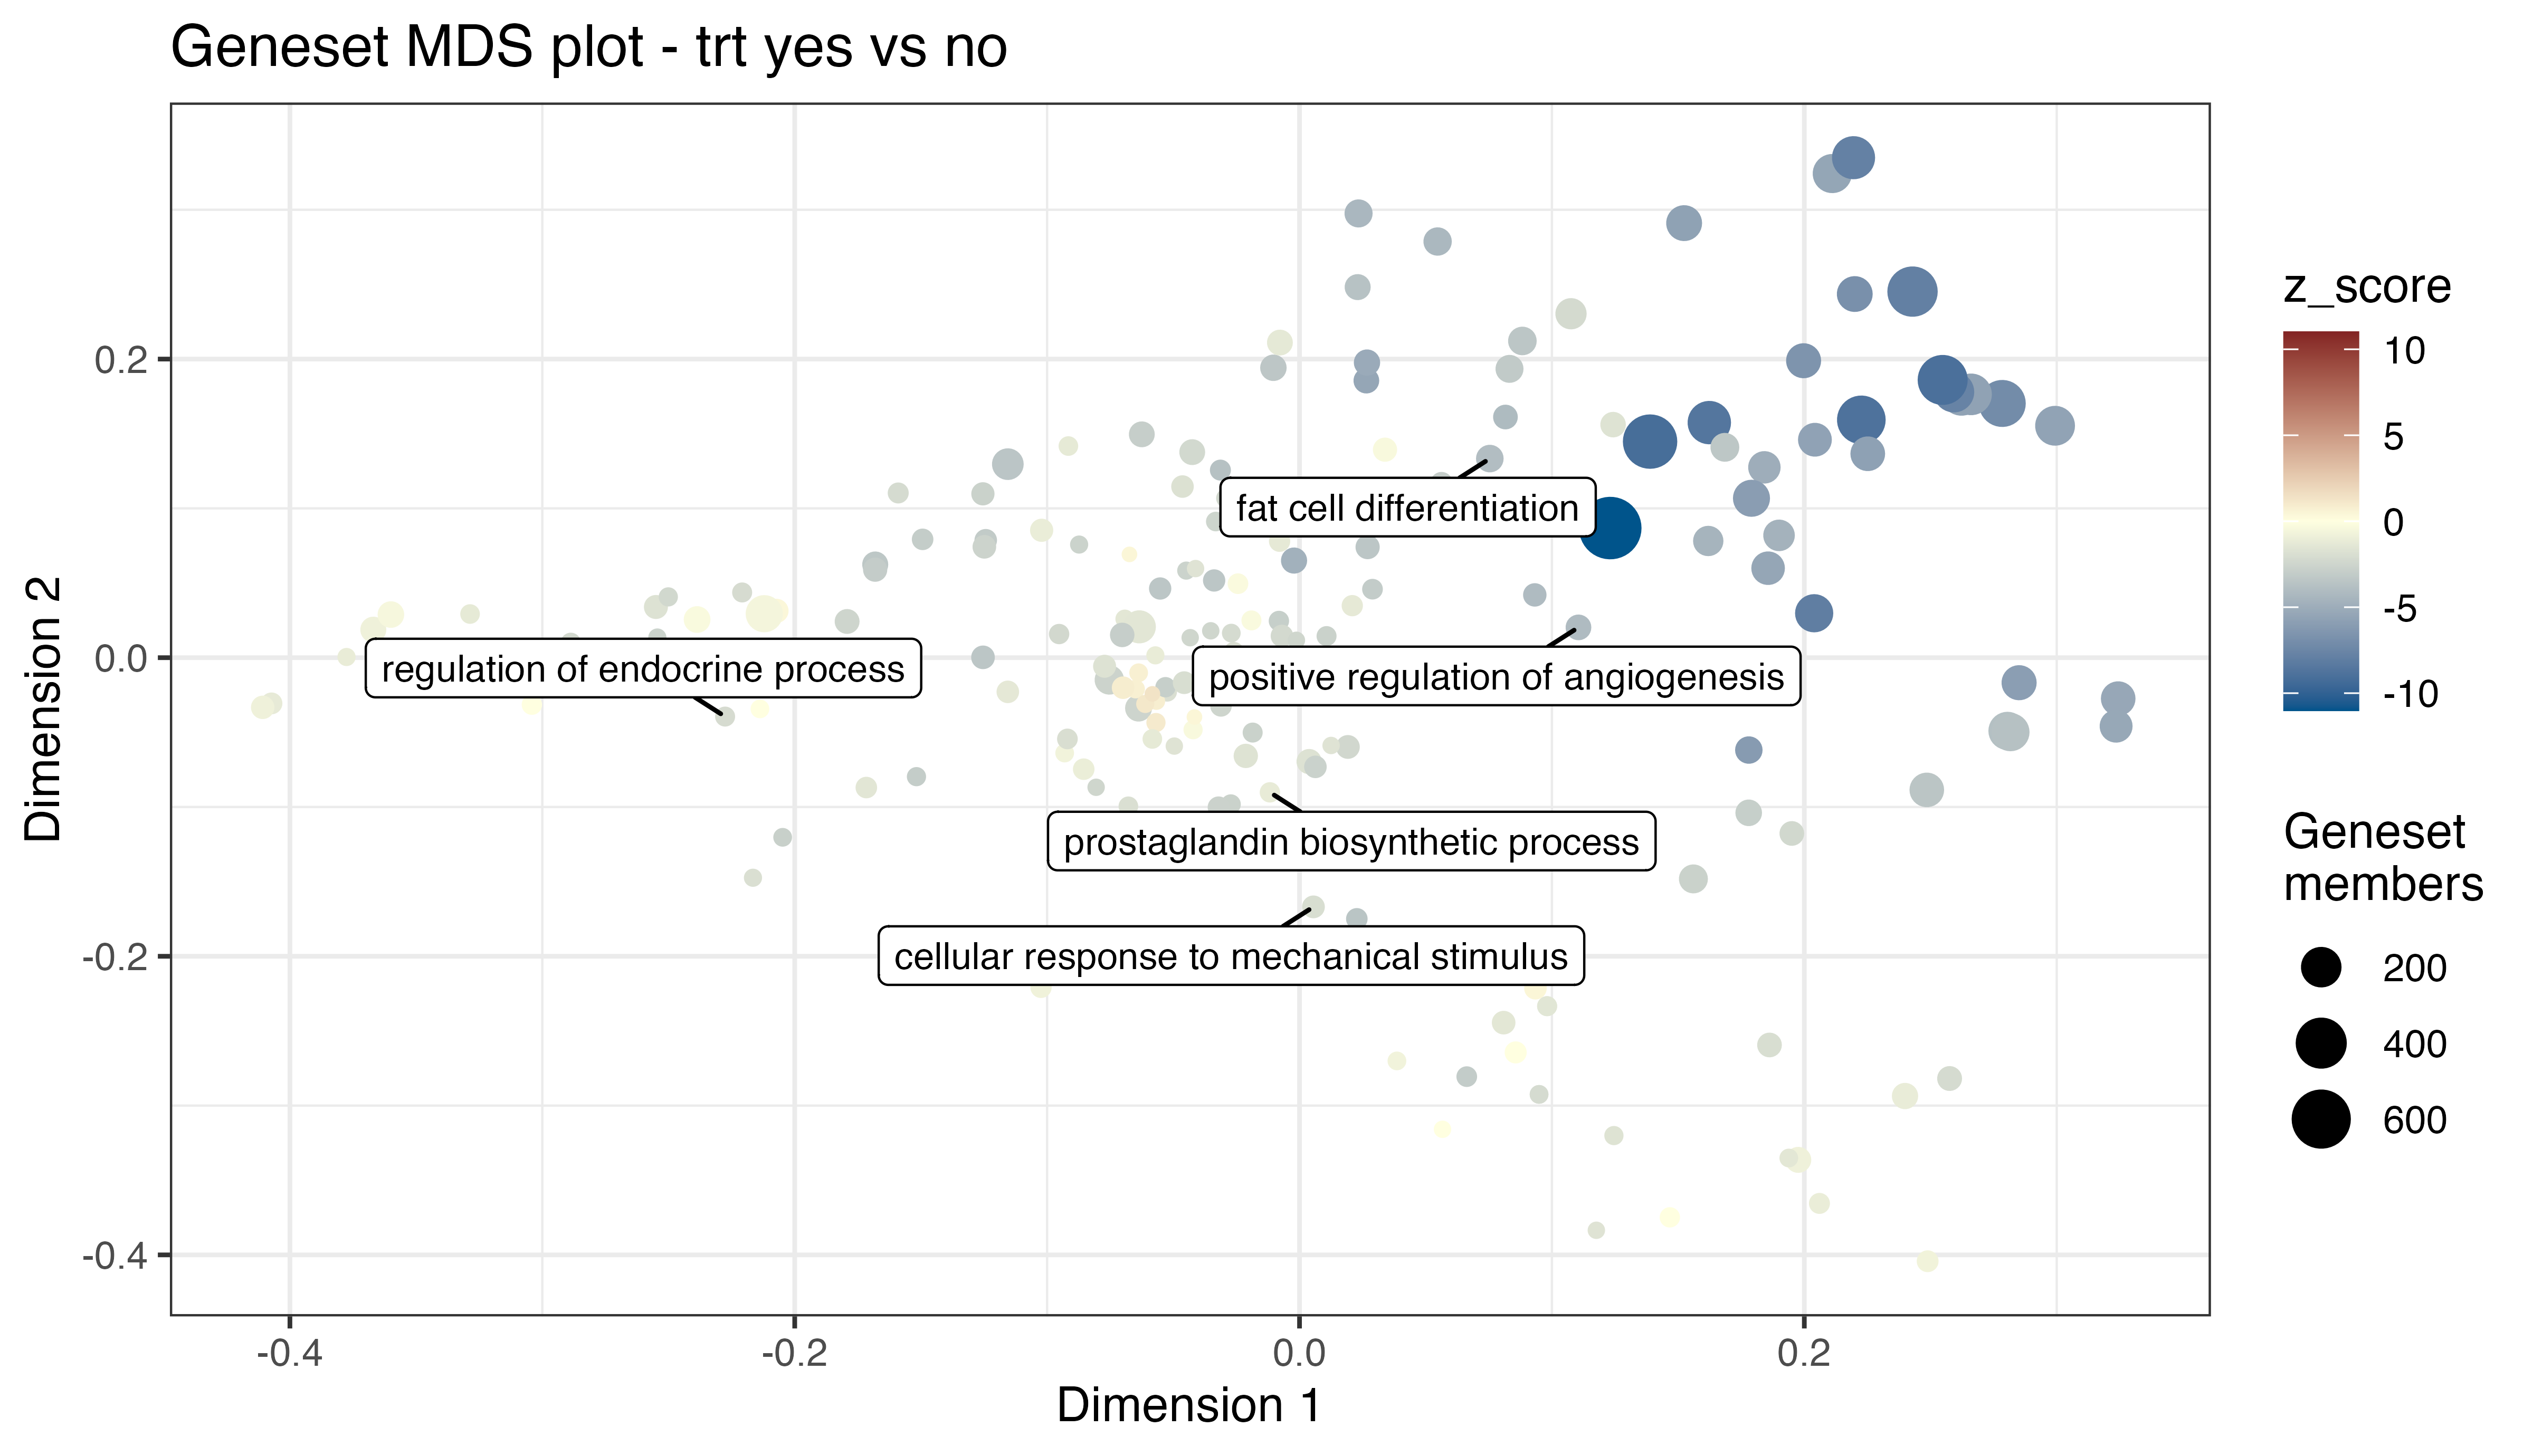 Geneset MDS plot - trt yes vs no
Dimension 2
0.2
0.0
-0.2
-0.4
fat cell differentiation
regulation of endocrine process
positive regulation of angiogenesis
prostaglandin biosynthetic process
cellular response to mechanical stimulus
-0.4
-0.2
0.0
0.2
Dimension 1
z_score
10
5
0
-5
-10
Geneset
members
200
400
600